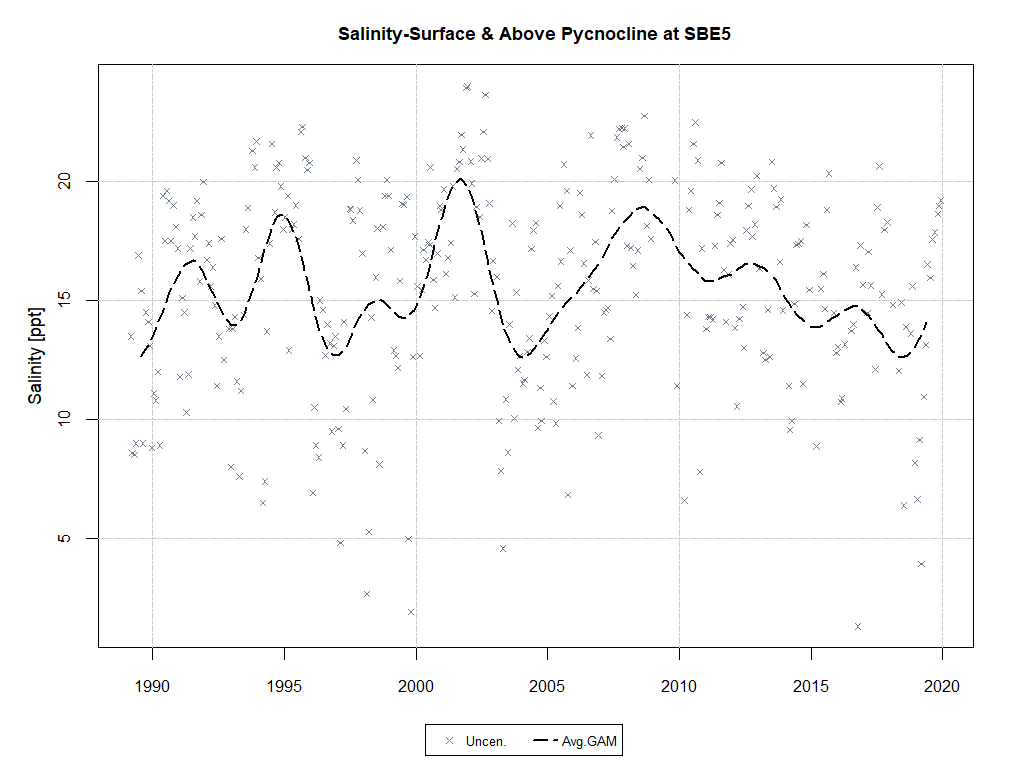 Salinity-Surface & Above Pycnocline at SBE5
Salinity [ppt]
20
15
10
5
1990 1995 2000 2005 2010 2015 2020
Uncen. Avg.GAM